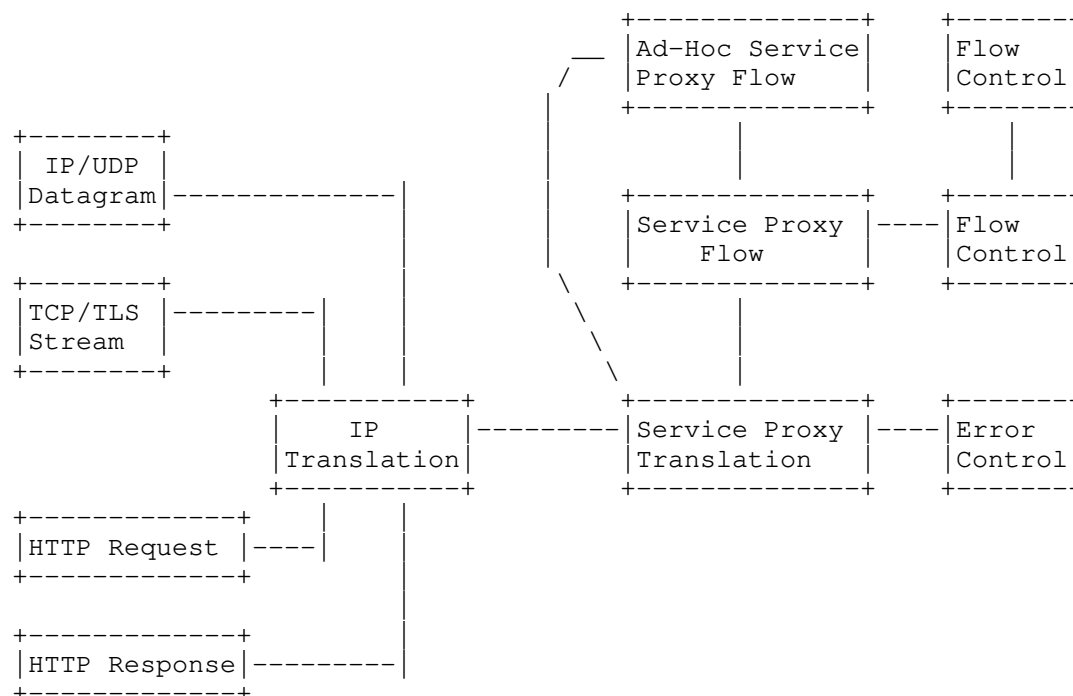 Ad-Hoc Service
Proxy Flow
Flow
Control
IP/UDP
Datagram
Service Proxy
Flow
Flow
Control
TCP/TLS
Stream
IP
Translation
Service Proxy
Translation
Error
Control
HTTP Request
HTTP Response